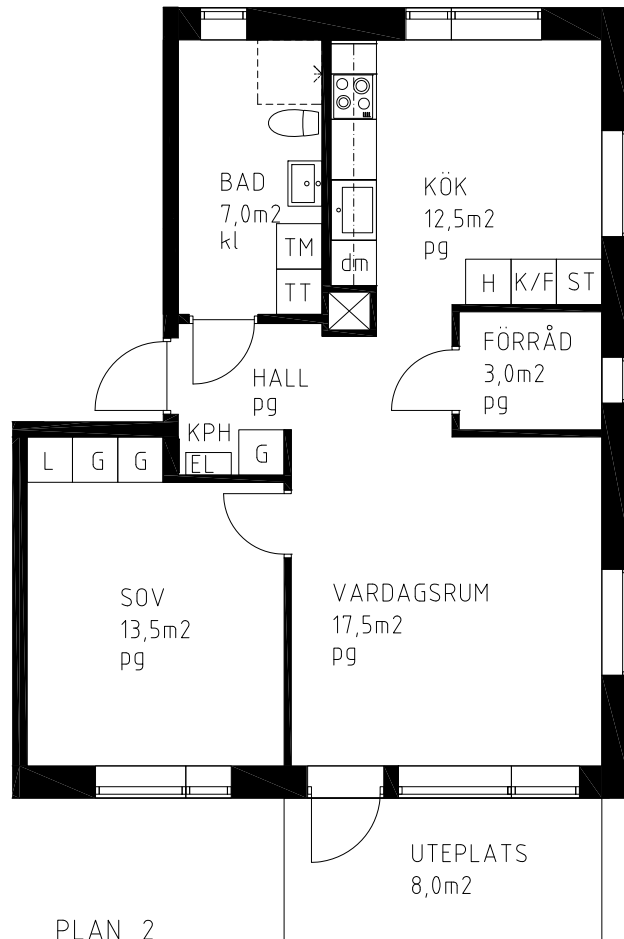 BAD
7,0m2
kl
TM
TT
dm
KÖK
12,5m2
pg
H
K/F
ST
FÖRRÅD
3,0m2
pg
HALL
pg
KPH
EL
G
L
G
G
SOV
13,5m2
pg
VARDAGSRUM
17,5m2
pg
UTEPLATS
8,0m2
PLAN 2